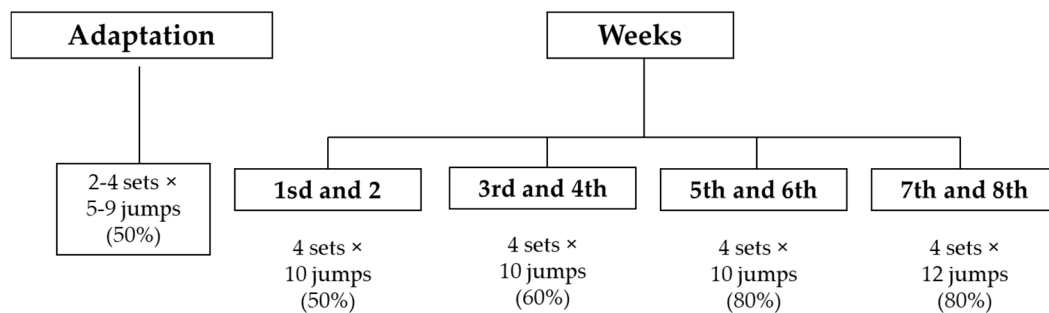 Adaptation
Weeks
2-4 sets ×
5-9 jumps
(50%)
1sd and 2
3rd and 4th
5th and 6th
7th and 8th
4 sets ×
10 jumps
(50%)
4 sets ×
10 jumps
(60%)
4 sets ×
10 jumps
(80%)
4 sets ×
12 jumps
(80%)